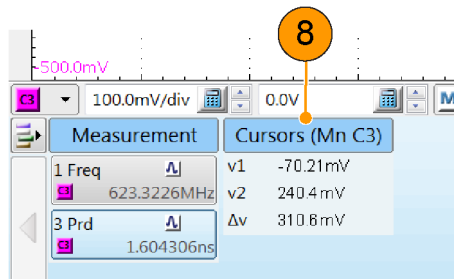 8
-500.0mV
C3 100.0mV/div 0.0V M
Measurement Cursors (Mn C3)
1 Freq v1 -70.21mV
C3 623.3226MHz v2 240.4mV
3 Prd Δv 310.6mV
C3 1.604306ns